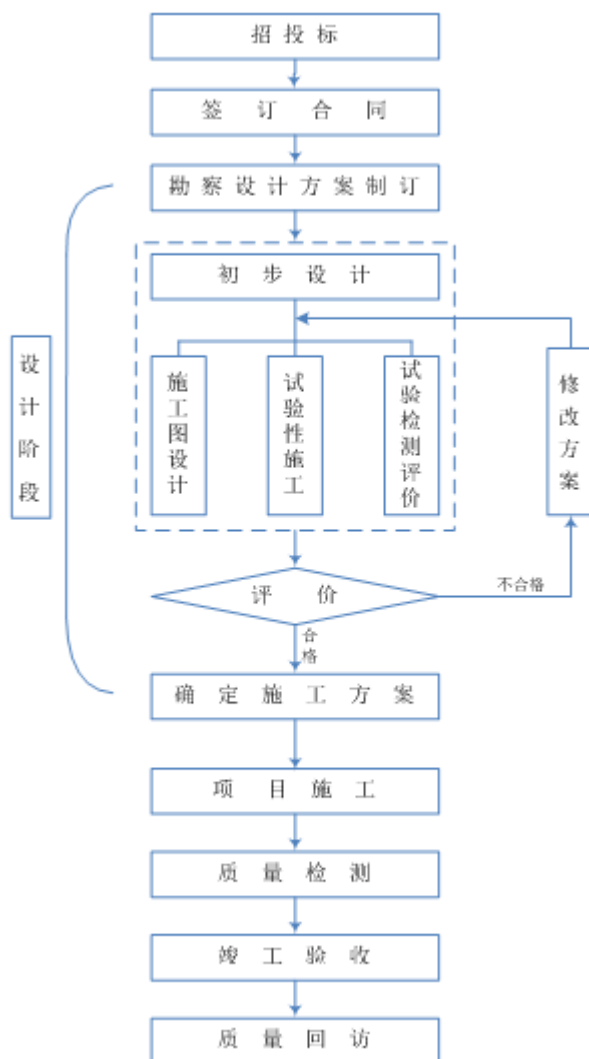 招投标
签订合同
勘察设计方案制订
初步设计
设计阶段
施工图设计
试验性施工
试验检测评价
修改方案
评价
不合格
合格
确定施工方案
项目施工
质量检测
竣工验收
质量回访